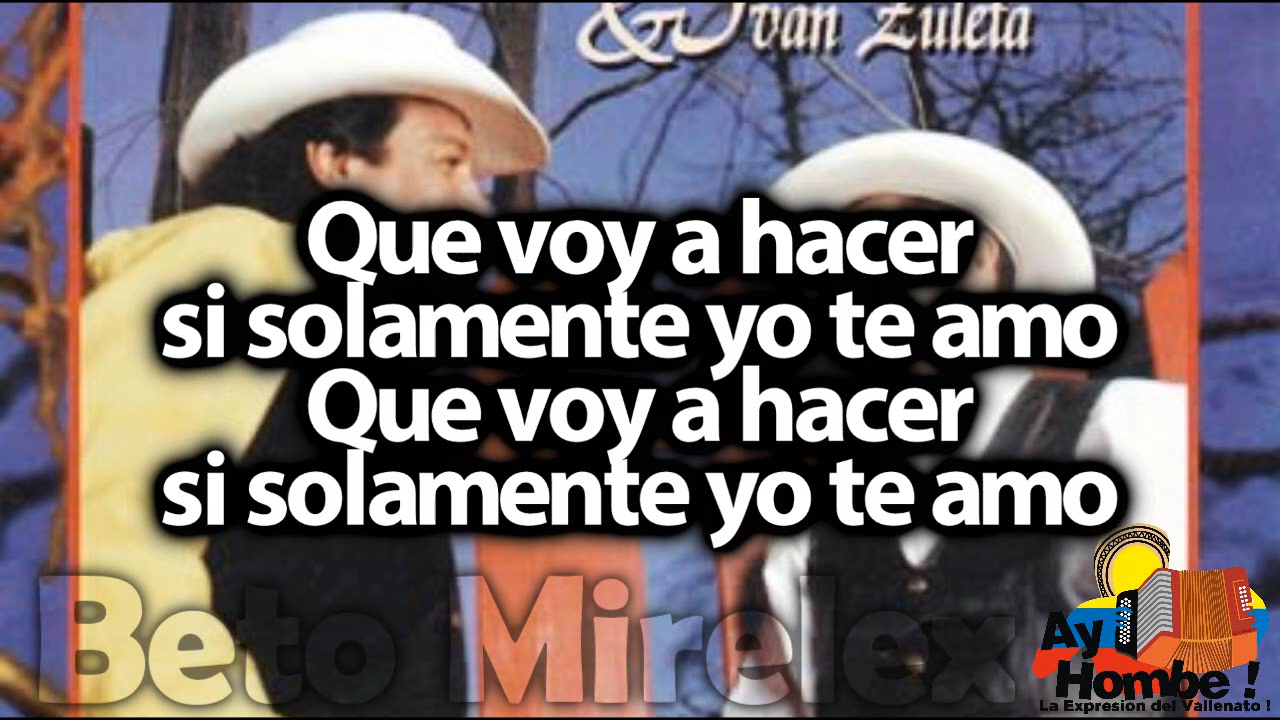 & Ivan Zuleta
Que voy a hacer
si solamente yo te amo
Que voy a hacer
si solamente yo te amo
Beto Mirelex
Ay
Hombe !
La Expresion del Vallenato !